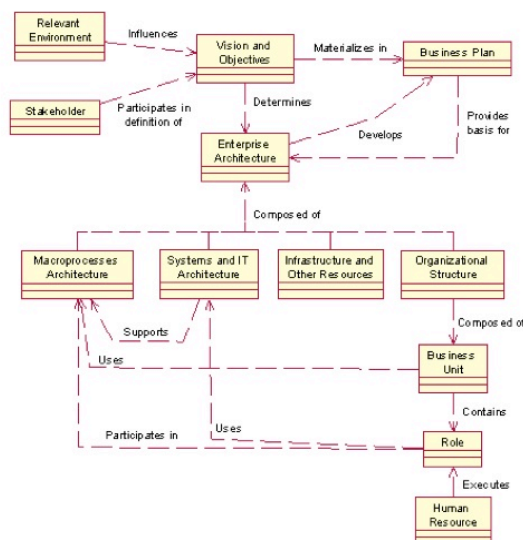 Relevant
Environment
Influences
Vision and
Objectives
Materializes in
Business Plan
Stakeholder
Participates in
definition of
Determines
Provides
basis for
Develops
Enterprise
Architecture
Composed of
Macroprocesses
Architecture
Systems and IT
Architecture
Infrastructure and
Other Resources
Organizational
Structure
Supports
Composed of
Uses
Business
Unit
Contains
Participates in
Uses
Role
Executes
Human
Resource